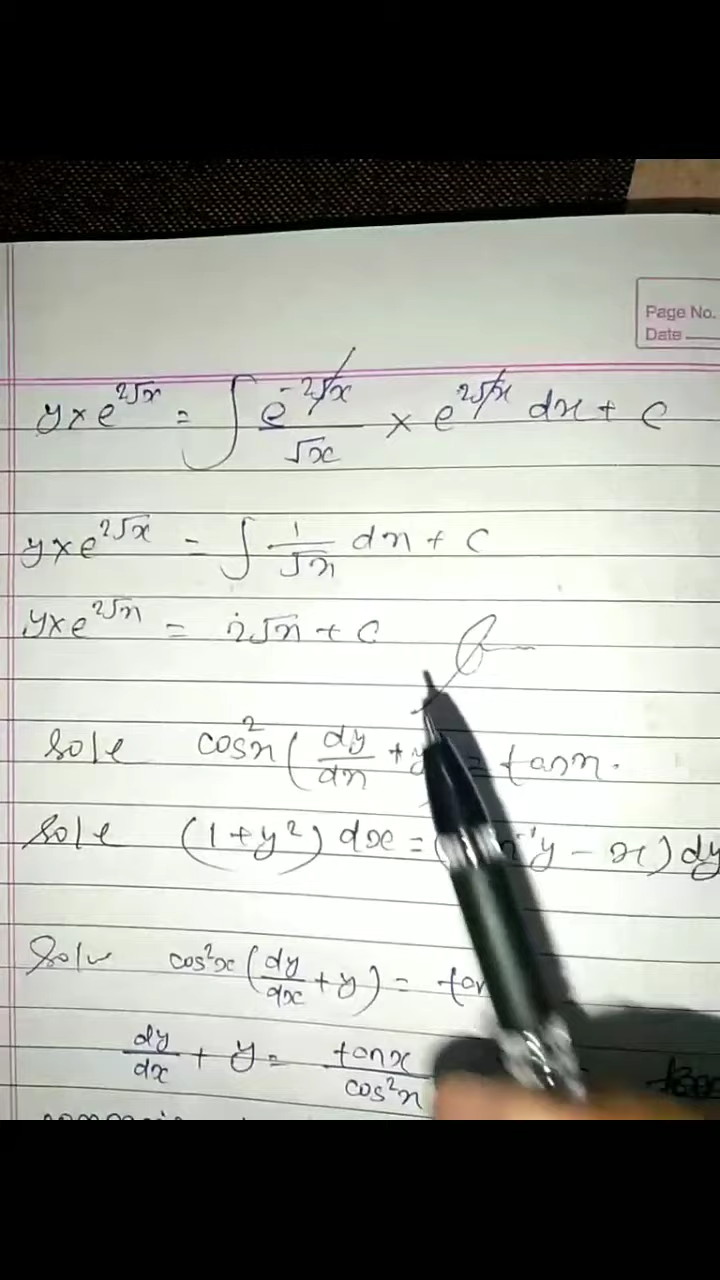 Page No.
Date
y×e^2√x = ∫ e^-2√x / √x × e^2√x dx + c
y×e^2√x = ∫ 1/√x dx + c
y×e^2√x = 2√x + c
Sole cos²x (dy/dx + y = tanx.
Sole (1+y²) dx = ( ⁻¹y - x) dy
Solv cos²x (dy/dx + y) =
dy/dx + y = tanx/cos²x